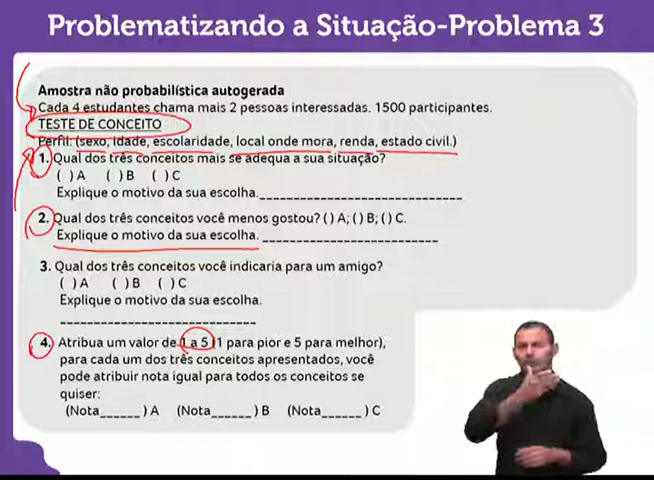 Problematizando a Situação-Problema 3
Amostra não probabilística autogerada
Cada 4 estudantes chama mais 2 pessoas interessadas. 1500 participantes.
TESTE DE CONCEITO
Perfil: (sexo, idade, escolaridade, local onde mora, renda, estado civil.)
1. Qual dos três conceitos mais se adequa a sua situação?
( ) A ( ) B ( ) C
Explique o motivo da sua escolha.______________________________
2. Qual dos três conceitos você menos gostou? ( ) A; ( ) B; ( ) C.
Explique o motivo da sua escolha. __________________________
3. Qual dos três conceitos você indicaria para um amigo?
( ) A ( ) B ( ) C
Explique o motivo da sua escolha.
_____________________________
4. Atribua um valor de 1 a 5 (1 para pior e 5 para melhor),
para cada um dos três conceitos apresentados, você
pode atribuir nota igual para todos os conceitos se
quiser:
(Nota______ ) A (Nota______ ) B (Nota______ ) C